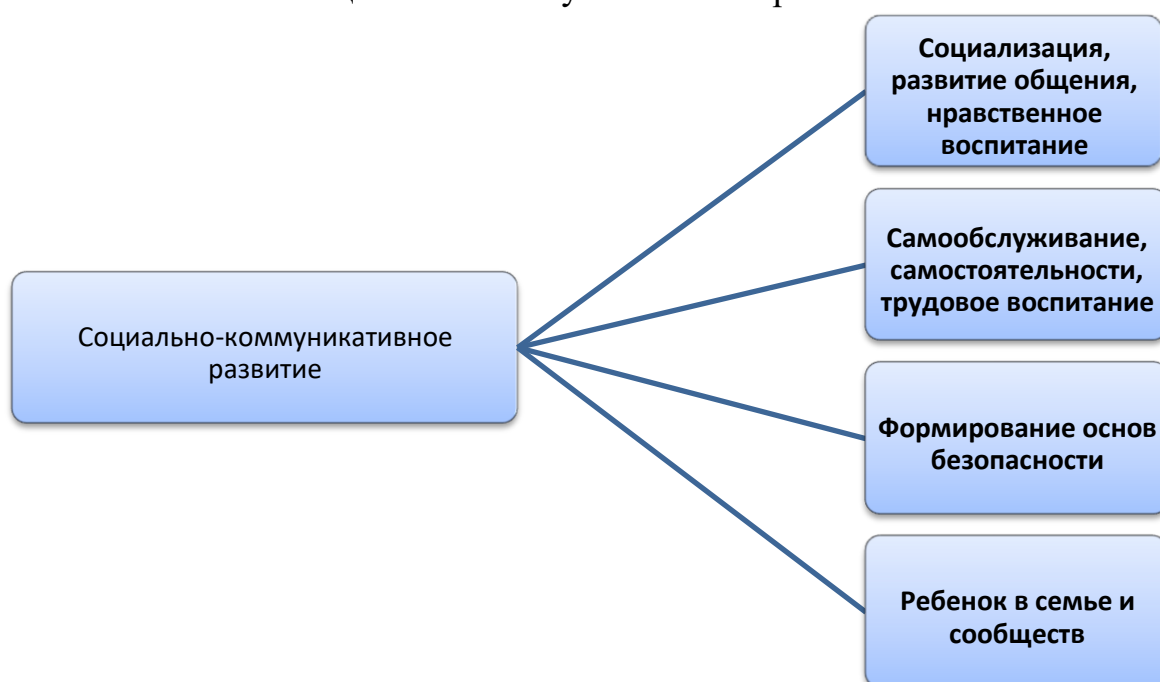 Социально-коммуникативное
развитие
Социализация,
развитие общения,
нравственное
воспитание
Самообслуживание,
самостоятельности,
трудовое воспитание
Формирование основ
безопасности
Ребенок в семье и
сообществ